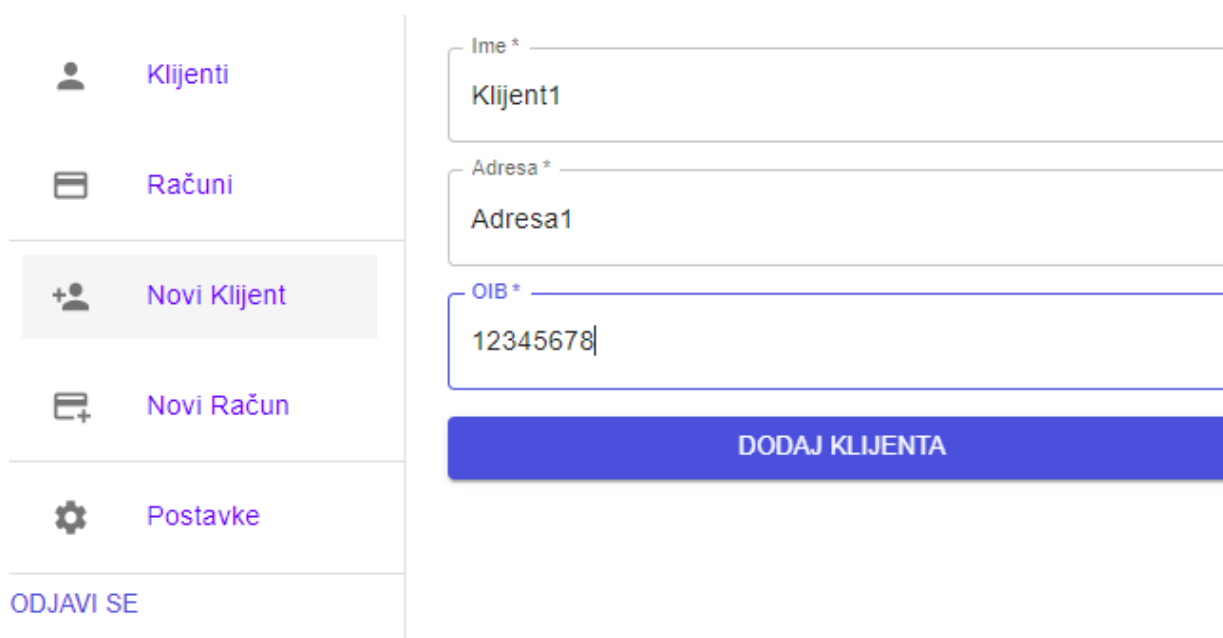 Klijenti
Računi
Novi Klijent
Novi Račun
Postavke
ODJAVI SE
Ime *
Klijent1
Adresa *
Adresa1
OIB *
12345678
DODAJ KLIJENTA